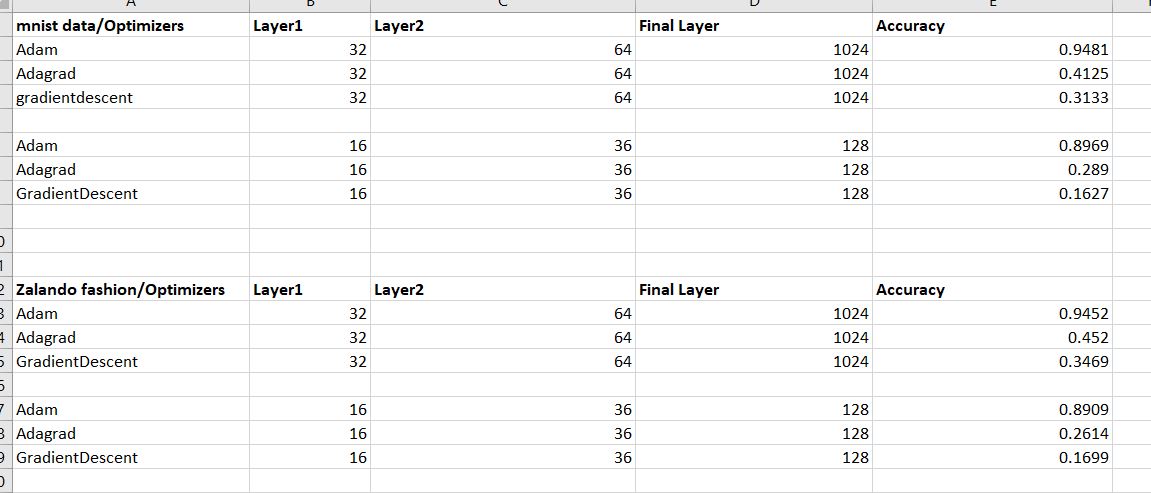 A B C D E
mnist data/Optimizers Layer1 Layer2 Final Layer Accuracy
Adam 32 64 1024 0.9481
Adagrad 32 64 1024 0.4125
gradientdescent 32 64 1024 0.3133
Adam 16 36 128 0.8969
Adagrad 16 36 128 0.289
GradientDescent 16 36 128 0.1627
Zalando fashion/Optimizers Layer1 Layer2 Final Layer Accuracy
Adam 32 64 1024 0.9452
Adagrad 32 64 1024 0.452
GradientDescent 32 64 1024 0.3469
Adam 16 36 128 0.8909
Adagrad 16 36 128 0.2614
GradientDescent 16 36 128 0.1699